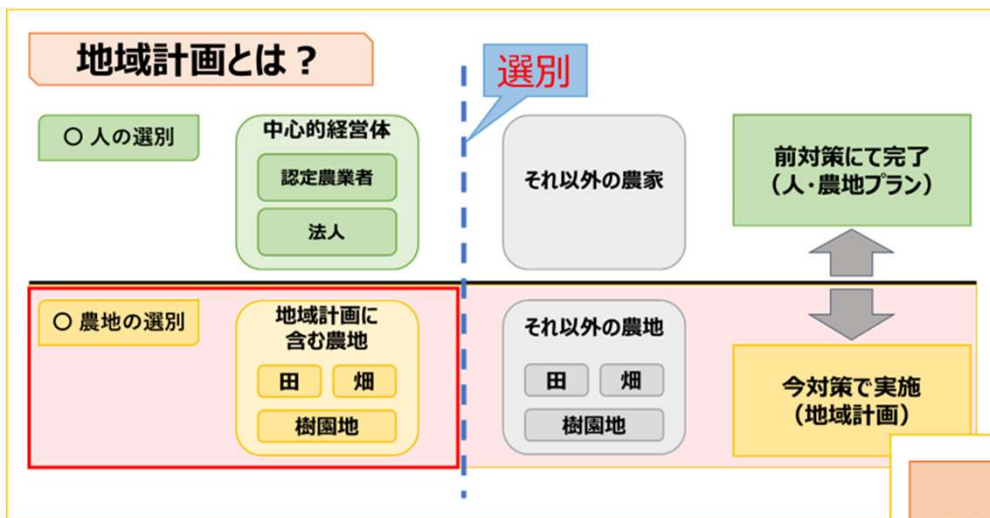 地域計画とは？
選別
〇 人の選別
中心的経営体
認定農業者
法人
それ以外の農家
前対策にて完了
（人・農地プラン）
〇 農地の選別
地域計画に
含む農地
田
畑
樹園地
それ以外の農地
田
畑
樹園地
今対策で実施
（地域計画）